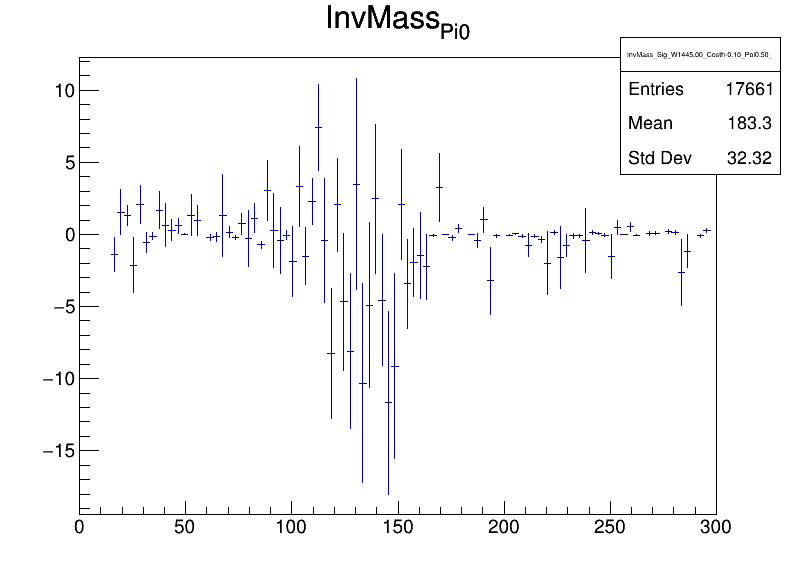 InvMass_Pi0
InvMass_Sig_W1445.00_Costh-0.10_Pol0.50_
Entries 17661
Mean 183.3
Std Dev 32.32
10
5
0
−5
−10
−15
0 50 100 150 200 250 300